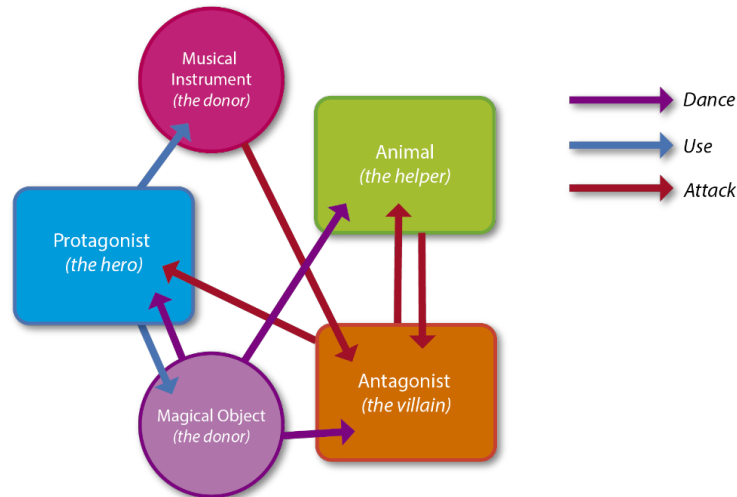 Musical
Instrument
(the donor)
Animal
(the helper)
Protagonist
(the hero)
Antagonist
(the villain)
Magical Object
(the donor)
Dance
Use
Attack